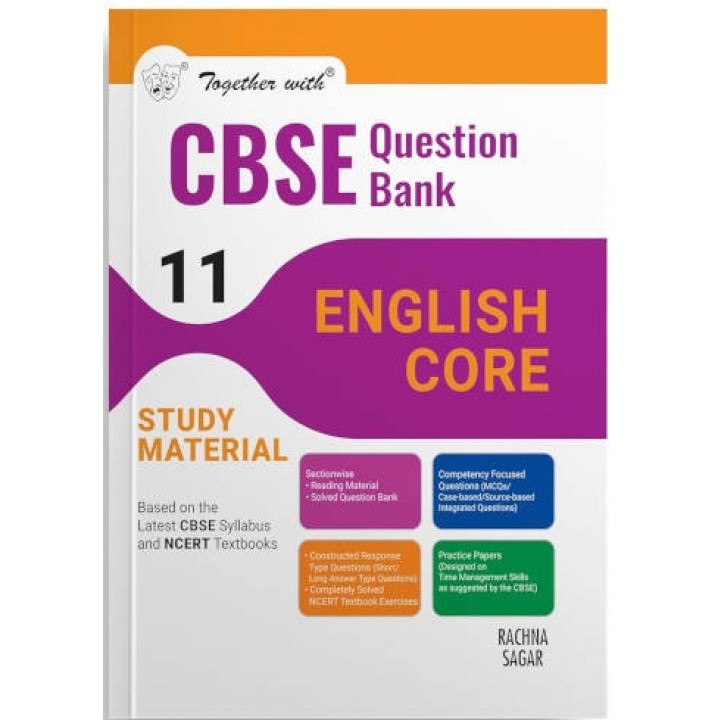 Together with®
CBSE Question
Bank
11
ENGLISH
CORE
STUDY
MATERIAL
Based on the
Latest CBSE Syllabus
and NCERT Textbooks
Sectionwise
• Reading Material
• Solved Question Bank
Competency Focused
Questions (MCQs/
Case-based/Source-based
Integrated Questions)
• Constructed Response
Type Questions (Short/
Long Answer Type Questions)
• Completely Solved
NCERT Textbook Exercises
Practice Papers
(Designed on
Time Management Skills
as suggested by the CBSE)
RACHNA
SAGAR